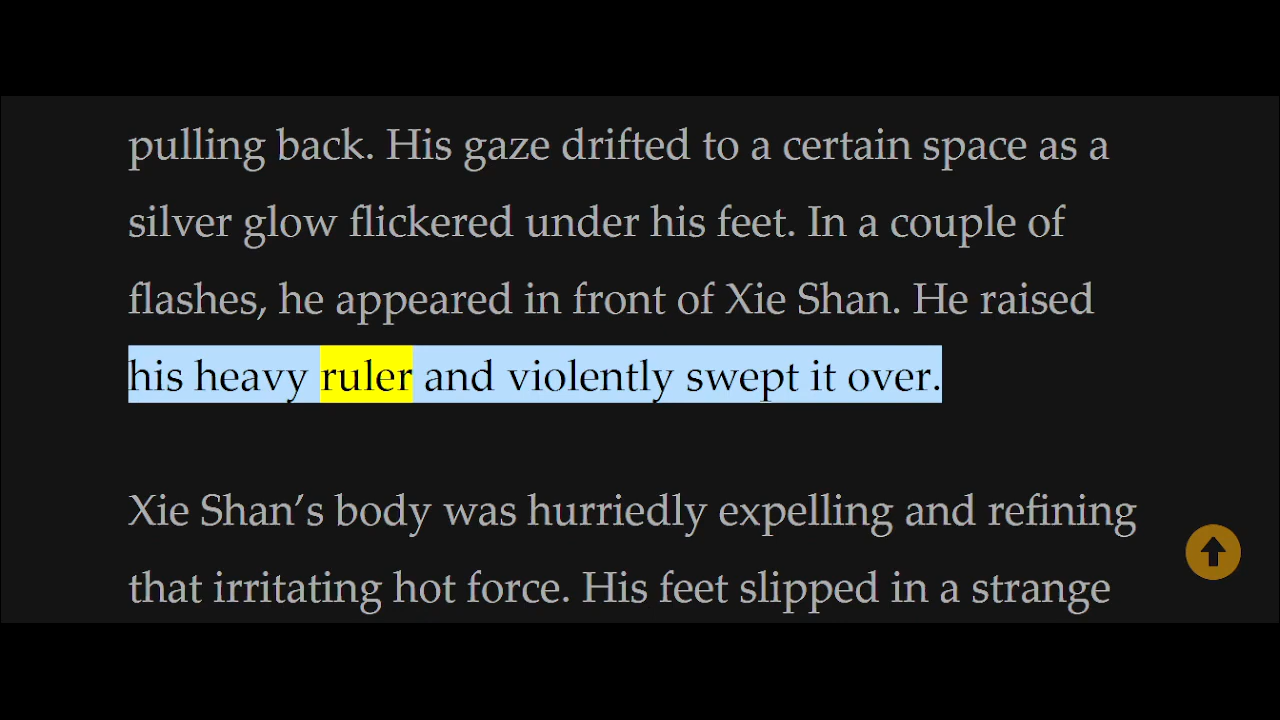 pulling back. His gaze drifted to a certain space as a
silver glow flickered under his feet. In a couple of
flashes, he appeared in front of Xie Shan. He raised
his heavy ruler and violently swept it over.
Xie Shan’s body was hurriedly expelling and refining
that irritating hot force. His feet slipped in a strange